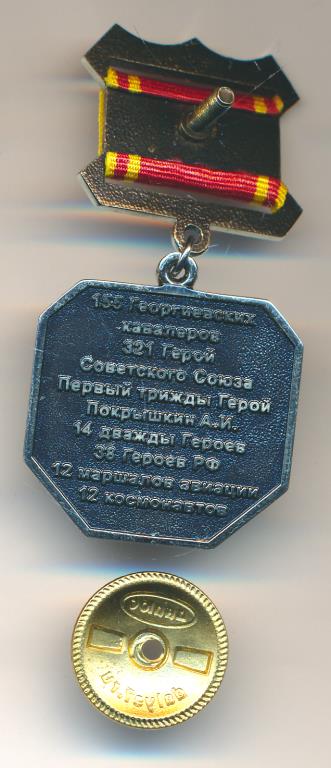 155 Георгиевских
кавалеров
321 Герой
Советского Союза
Первый трижды Герой
Покрышкин А.И.
14 дважды Героев
38 Героев РФ
12 маршалов авиации
12 космонавтов